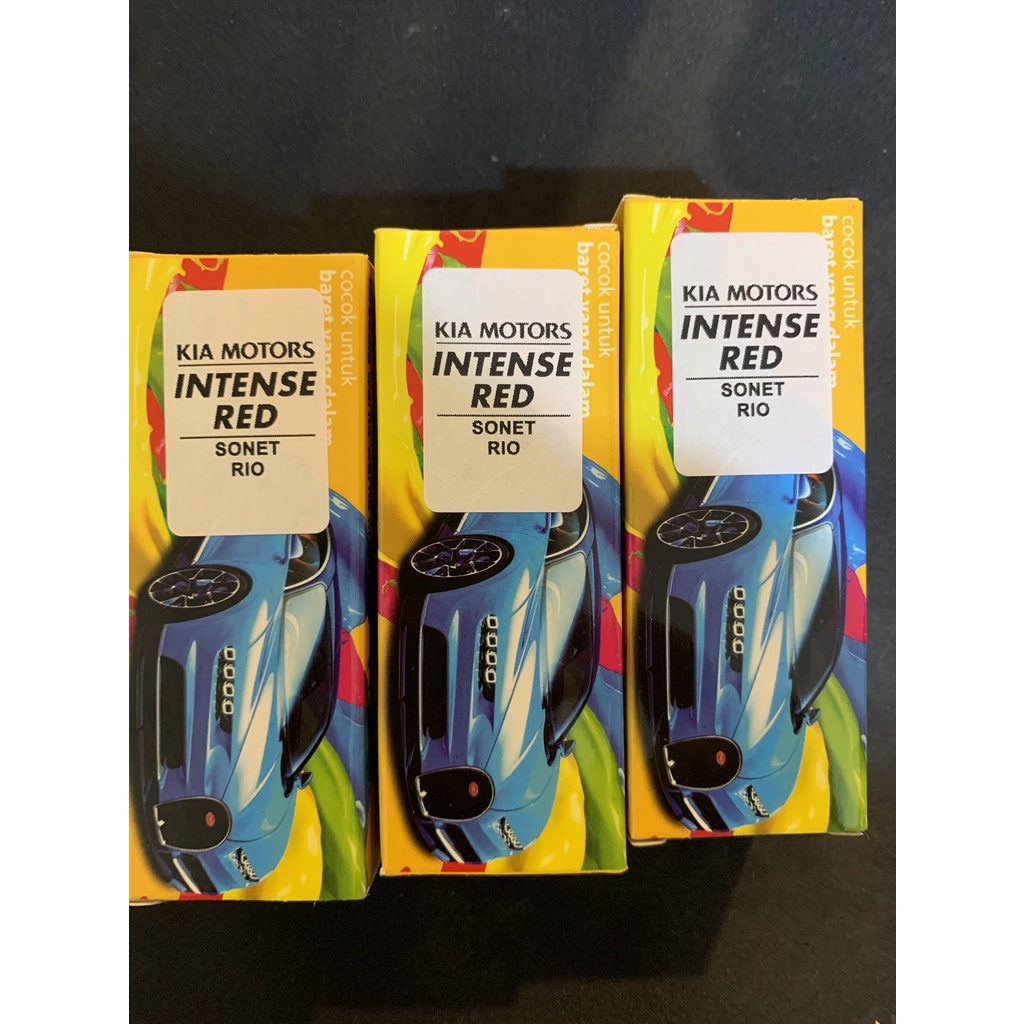 KIA MOTORS
INTENSE
RED
SONET
RIO
cocok untuk
baret yang dalam
KIA MOTORS
INTENSE
RED
SONET
RIO
cocok untuk
baret yang dalam
KIA MOTORS
INTENSE
RED
SONET
RIO
cocok untuk
baret yang dalam